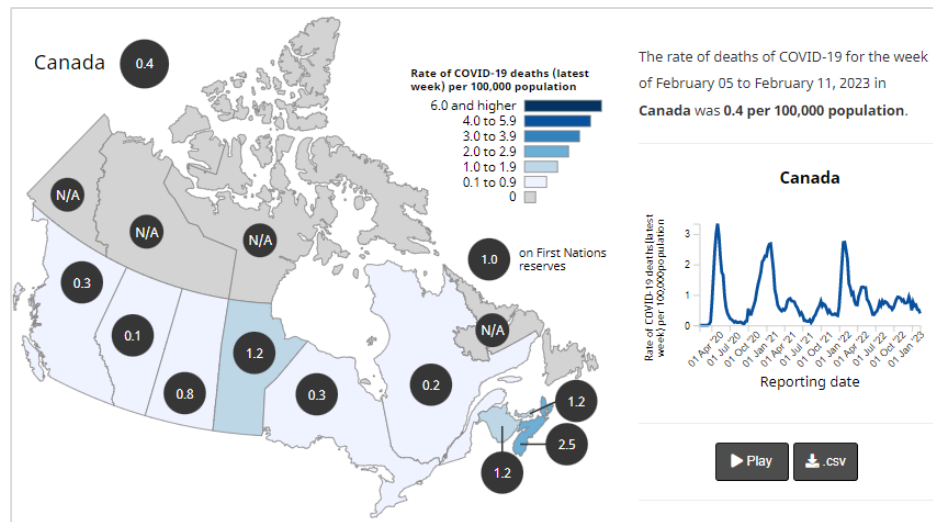 Canada
0.4
Rate of COVID-19 deaths (latest
week) per 100,000 population
6.0 and higher
4.0 to 5.9
3.0 to 3.9
2.0 to 2.9
1.0 to 1.9
0.1 to 0.9
0
N/A
N/A
N/A
1.0
on First Nations
reserves
0.3
0.1
0.8
1.2
0.3
0.2
N/A
1.2
2.5
1.2
The rate of deaths of COVID-19 for the week
of February 05 to February 11, 2023 in
Canada was 0.4 per 100,000 population.
Canada
Rate of COVID-19 deaths (latest
week) per 100,000 population
3
2
1
0
01 Apr '20
01 Jul '20
01 Oct '20
01 Jan '21
01 Apr '21
01 Jul '21
01 Oct '21
01 Jan '22
01 Apr '22
01 Jul '22
01 Oct '22
01 Jan '23
Reporting date
Play
.csv